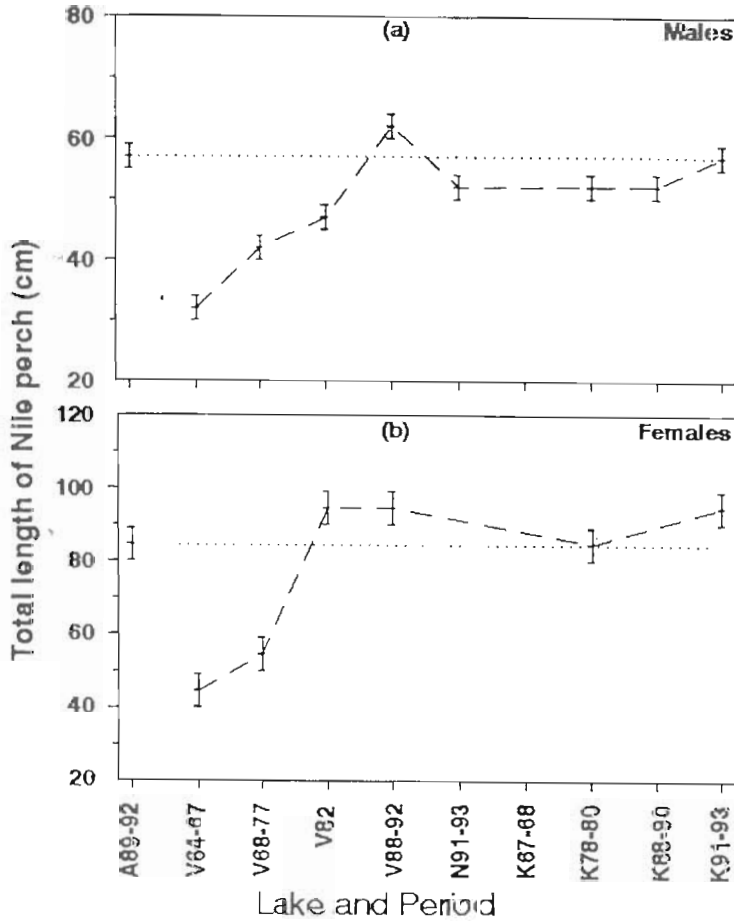 (a) Males
80
60
40
20
Total length of Nile perch (cm)
(b) Females
120
100
80
60
40
20
A89-92 V64-67 V68-77 V82 V88-92 N91-93 K67-68 K78-80 K88-90 K91-93
Lake and Period